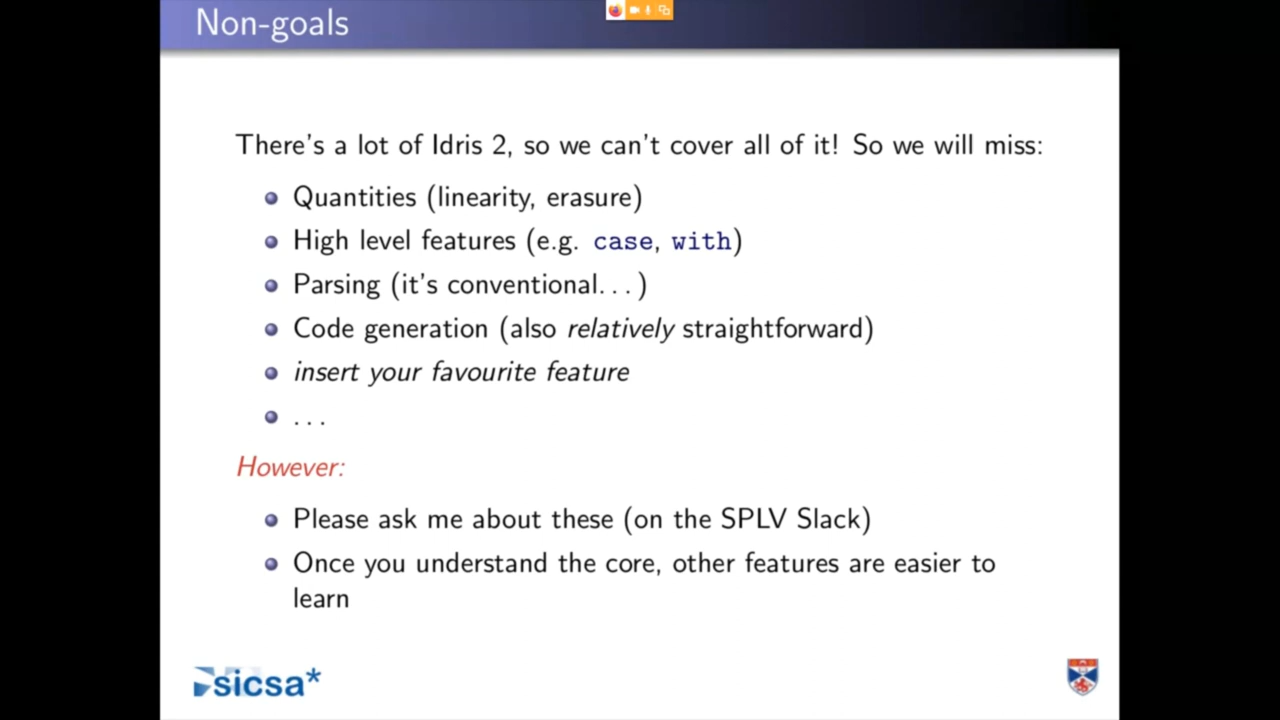 Non-goals
There's a lot of Idris 2, so we can't cover all of it! So we will miss:
Quantities (linearity, erasure)
High level features (e.g. case, with)
Parsing (it's conventional...)
Code generation (also relatively straightforward)
insert your favourite feature
...
However:
Please ask me about these (on the SPLV Slack)
Once you understand the core, other features are easier to
learn
sicsa*